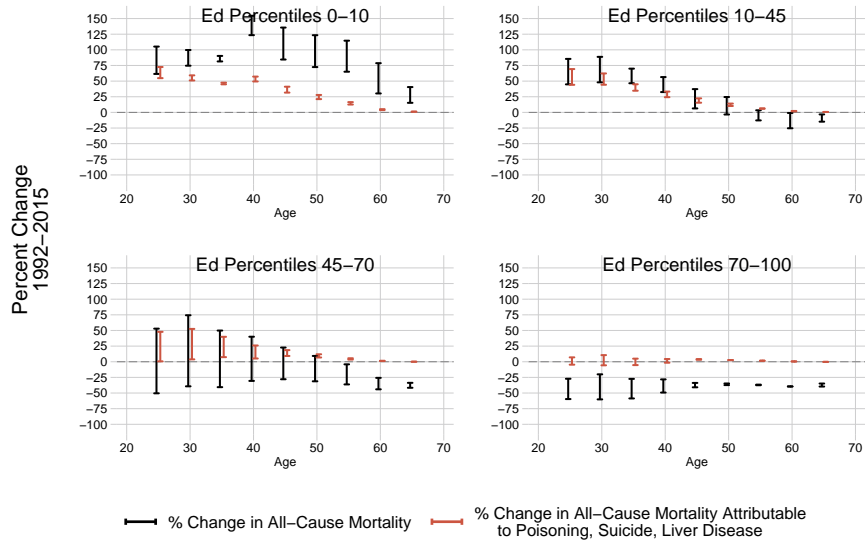 Percent Change
1992−2015
Ed Percentiles 0−10
150
125
100
75
50
25
0
−25
−50
−75
−100
20 30 40 50 60 70
Age
Ed Percentiles 10−45
150
125
100
75
50
25
0
−25
−50
−75
−100
20 30 40 50 60 70
Age
Ed Percentiles 45−70
150
125
100
75
50
25
0
−25
−50
−75
−100
20 30 40 50 60 70
Age
Ed Percentiles 70−100
150
125
100
75
50
25
0
−25
−50
−75
−100
20 30 40 50 60 70
Age
% Change in All−Cause Mortality
% Change in All−Cause Mortality Attributable
to Poisoning, Suicide, Liver Disease